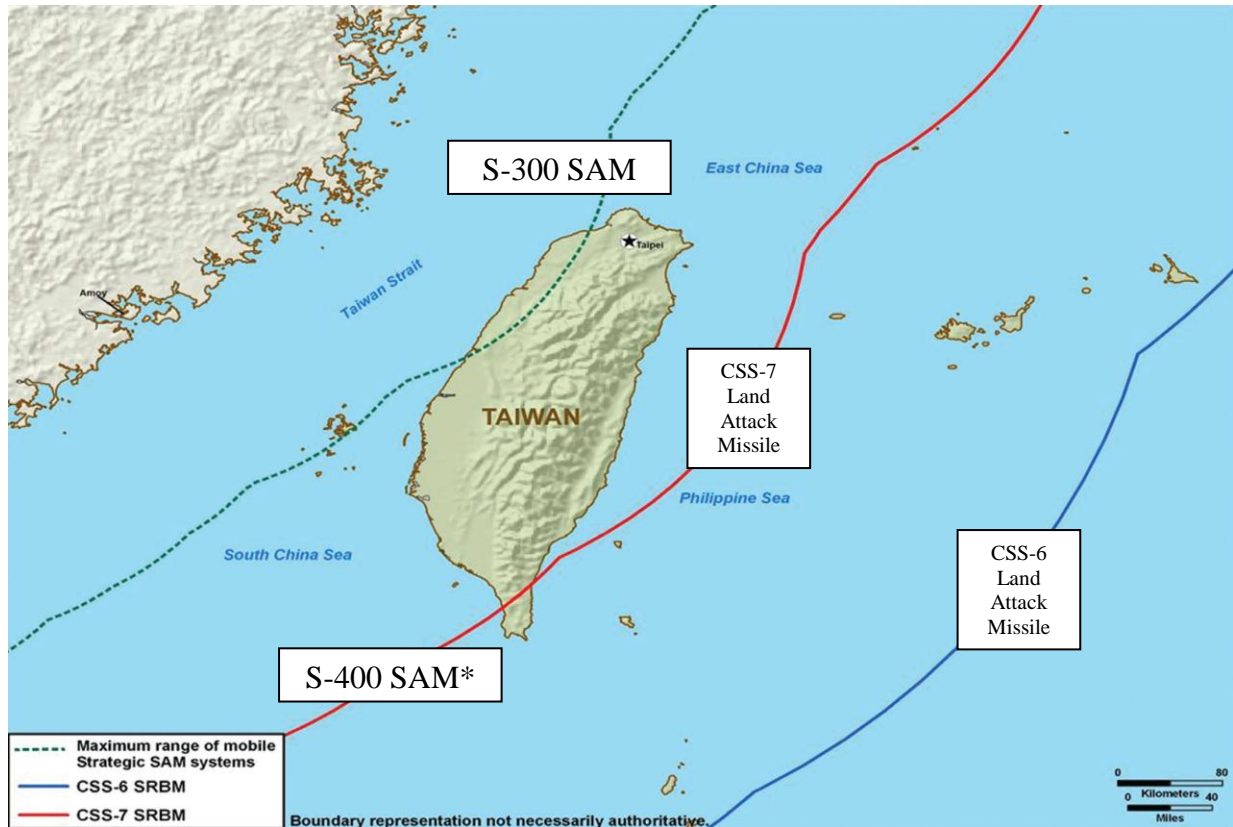 S-300 SAM
East China Sea
Taipei
Taiwan Strait
Amoy
CSS-7
Land
Attack
Missile
TAIWAN
Philippine Sea
South China Sea
CSS-6
Land
Attack
Missile
S-400 SAM*
Maximum range of mobile
Strategic SAM systems
CSS-6 SRBM
CSS-7 SRBM
Boundary representation not necessarily authoritative.
0 80
Kilometers
0 40
Miles